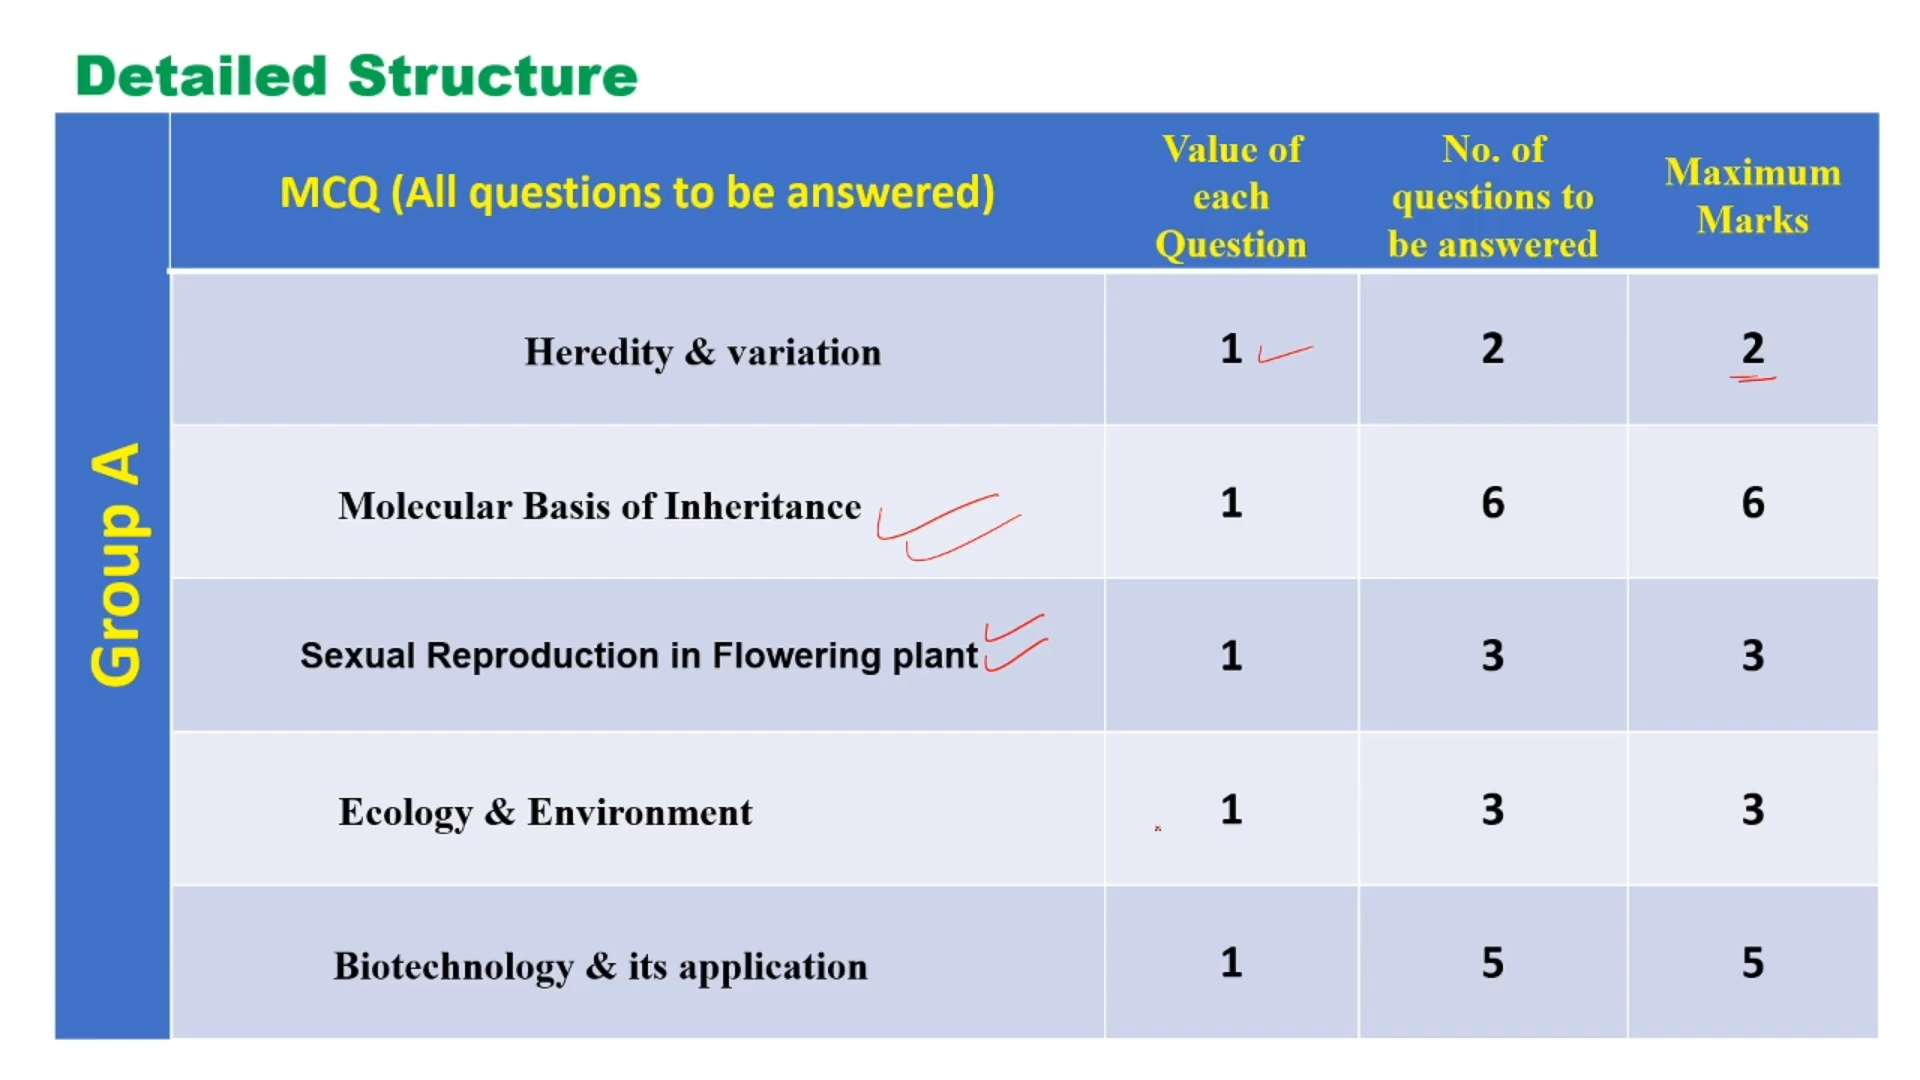 Detailed Structure
Group A
MCQ (All questions to be answered)
Value of
each
Question
No. of
questions to
be answered
Maximum
Marks
Heredity & variation 1 2 2
Molecular Basis of Inheritance 1 6 6
Sexual Reproduction in Flowering plant 1 3 3
Ecology & Environment 1 3 3
Biotechnology & its application 1 5 5